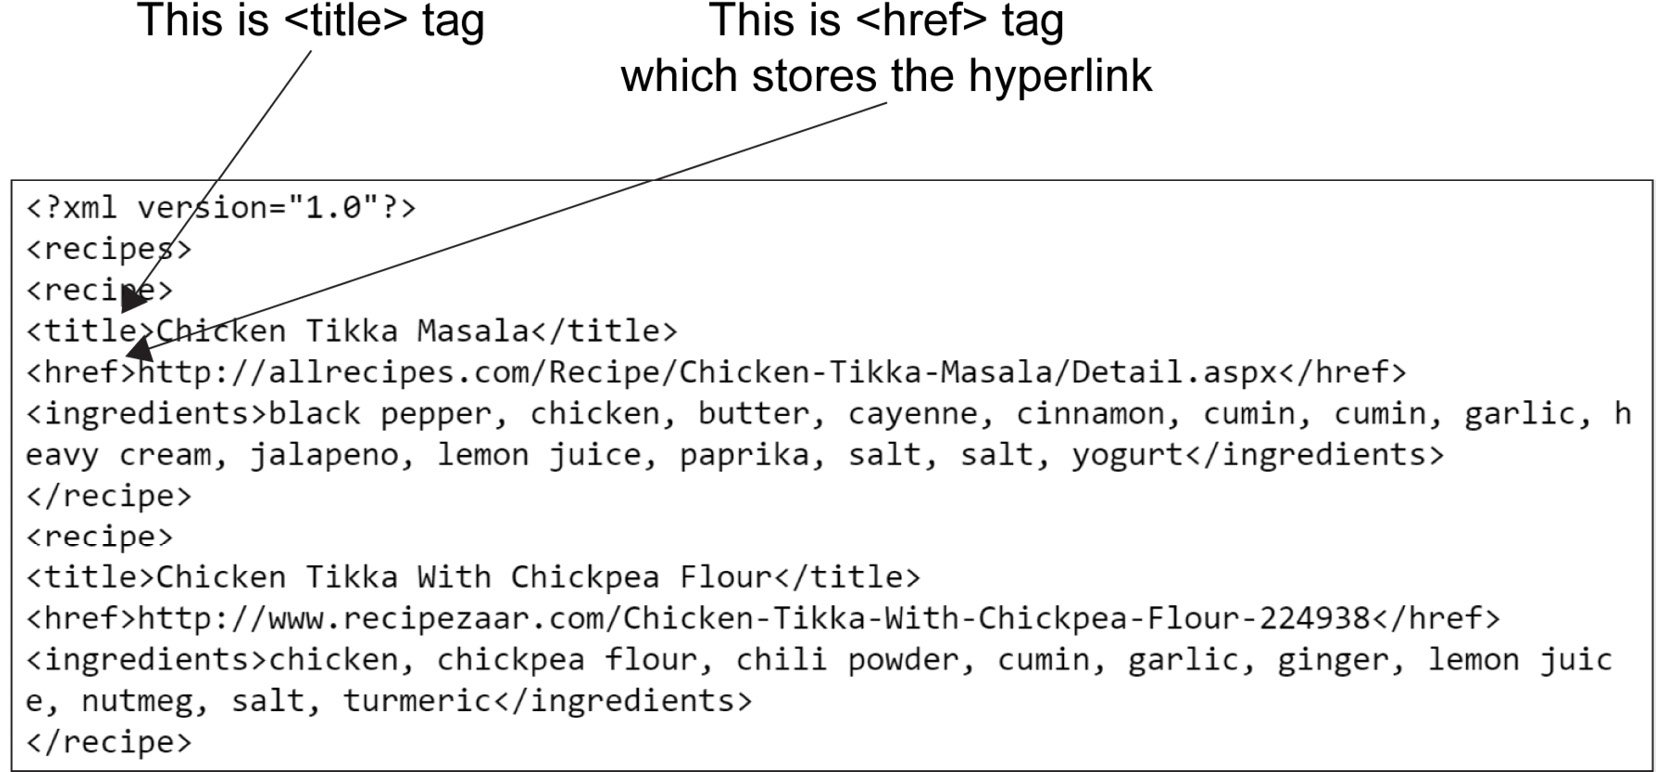 This is <title> tag
This is <href> tag
which stores the hyperlink
<?xml version="1.0"?>
<recipes>
<recipe>
<title>Chicken Tikka Masala</title>
<href>http://allrecipes.com/Recipe/Chicken-Tikka-Masala/Detail.aspx</href>
<ingredients>black pepper, chicken, butter, cayenne, cinnamon, cumin, cumin, garlic, h
eavy cream, jalapeno, lemon juice, paprika, salt, salt, yogurt</ingredients>
</recipe>
<recipe>
<title>Chicken Tikka With Chickpea Flour</title>
<href>http://www.recipezaar.com/Chicken-Tikka-With-Chickpea-Flour-224938</href>
<ingredients>chicken, chickpea flour, chili powder, cumin, garlic, ginger, lemon juic
e, nutmeg, salt, turmeric</ingredients>
</recipe>